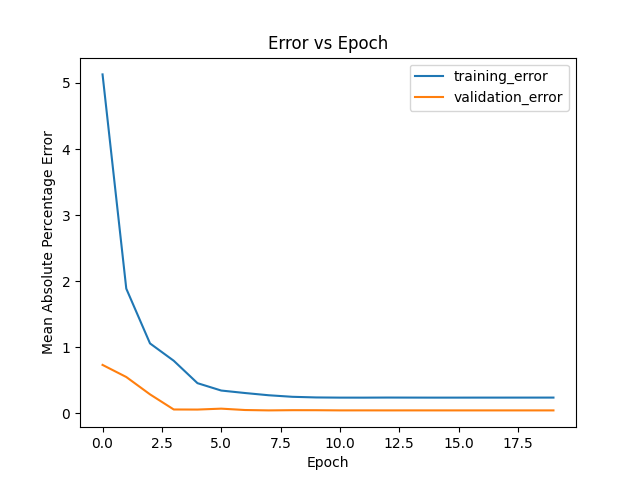 Error vs Epoch
training_error
validation_error
Mean Absolute Percentage Error
5
4
3
2
1
0
0.0 2.5 5.0 7.5 10.0 12.5 15.0 17.5
Epoch